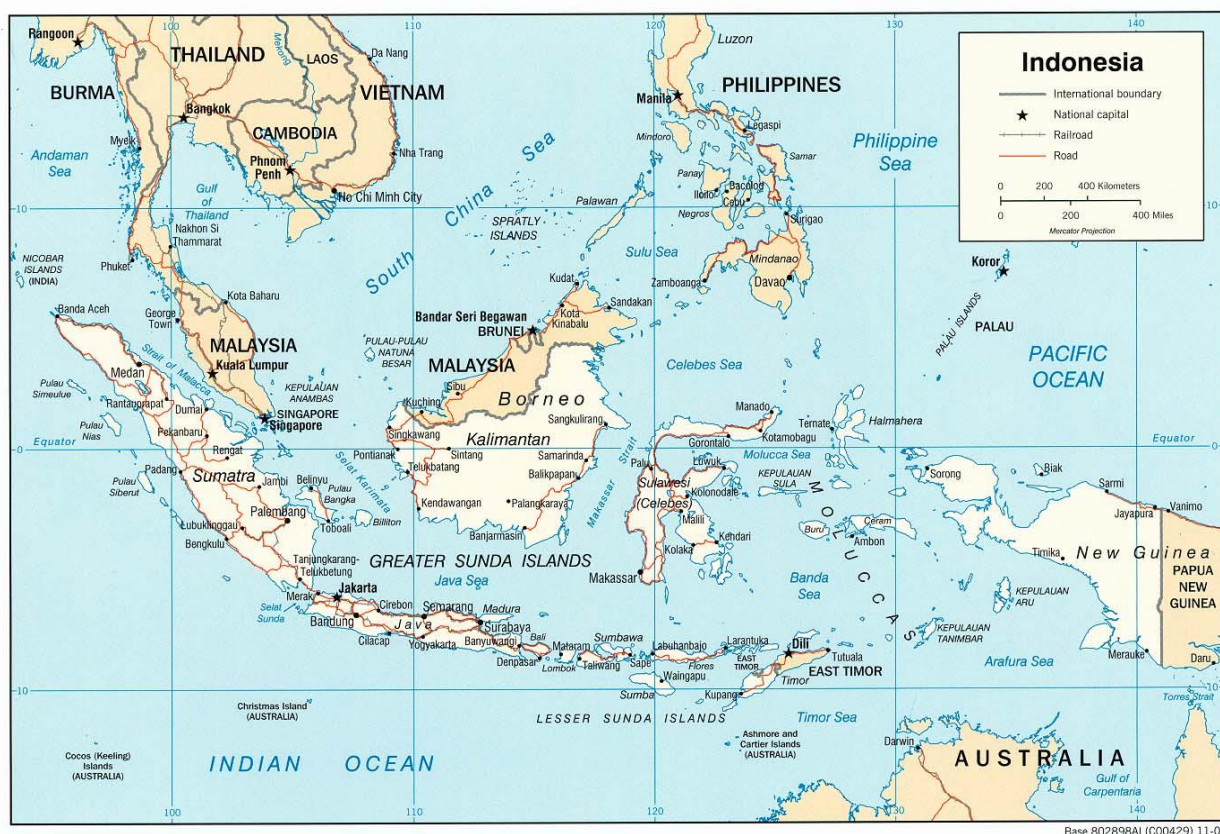 100
110
120
130
140
Rangoon
THAILAND
LAOS
Mekong
Da Nang
BURMA
VIETNAM
Bangkok
CAMBODIA
Phnom
Penh
Myeik
Nha Trang
Andaman
Sea
Gulf
of
Thailand
Ho Chi Minh City
10
Nakhon Si
Thammarat
NICOBAR
ISLANDS
(INDIA)
Phuket
South China Sea
SPRATLY
ISLANDS
Luzon
PHILIPPINES
Manila
Legaspi
Mindoro
Samar
Philippine
Sea
Panay
Iloilo
Bacolod
Cebu
Palawan
Negros
Surigao
Sulu Sea
Mindanao
Zamboanga
Davao
Indonesia
International boundary
National capital
Railroad
Road
0 200 400 Kilometers
0 200 400 Miles
Mercator Projection
Koror
PALAU ISLANDS
PALAU
PACIFIC
OCEAN
Banda Aceh
George
Town
Kota Baharu
MALAYSIA
Kuala Lumpur
Strait of Malacca
PULAU-PULAU
NATUNA
BESAR
KEPULAUAN
ANAMBAS
Kudat
Sandakan
Kota
Kinabalu
Bandar Seri Begawan
BRUNEI
MALAYSIA
Sibu
Kuching
Celebes Sea
Medan
Pulau
Simeulue
Rantauprapat
Dumai
SINGAPORE
Singapore
Pulau
Nias
Pekanbaru
Equator
0
Rengat
Padang
Sumatra
Pulau
Siberut
Jambi
Belinyu
Pulau
Bangka
Selat Karimata
Palembang
Toboali
Billiton
Lubuklinggau
Bengkulu
Tanjungkarang-
Telukbetung
Borneo
Singkawang
Kalimantan
Sangkulirang
Pontianak
Sintang
Samarinda
Telukbatang
Balikpapan
Kendawangan
Palangkaraya
Banjarmasin
Makassar Strait
Manado
Ternate
Halmahera
Gorontalo
Kotamobagu
Molucca Sea
Equator
Palu
Luwuk
KEPULAUAN
SULA
Sulawesi
(Celebes)
Kolonodale
Malili
Kendari
Kolaka
Makassar
MOLUCCAS
Buru
Ceram
Ambon
Sorong
Biak
Sarmi
Jayapura
Vanimo
New Guinea
Timika
PAPUA
NEW
GUINEA
GREATER SUNDA ISLANDS
Java Sea
Banda
Sea
KEPULAUAN
ARU
KEPULAUAN
TANIMBAR
Merauke
Daru
Arafura Sea
Torres Strait
Merak
Jakarta
Selat
Sunda
Cirebon
Semarang
Madura
Bandung
Java
Surabaya
Cilacap
Yogyakarta
Banyuwangi
Bali
Denpasar
Mataram
Lombok
Sumbawa
Taliwang
Sape
Labuhanbajo
Larantuka
Flores
Waingapu
Sumba
EAST
TIMOR
Dili
Tutuala
EAST TIMOR
Timor
Kupang
10
LESSER SUNDA ISLANDS
Timor Sea
Christmas Island
(AUSTRALIA)
Cocos (Keeling)
Islands
(AUSTRALIA)
INDIAN OCEAN
Ashmore and
Cartier Islands
(AUSTRALIA)
Darwin
AUSTRALIA
Gulf of
Carpentaria
100
110
120
130
140